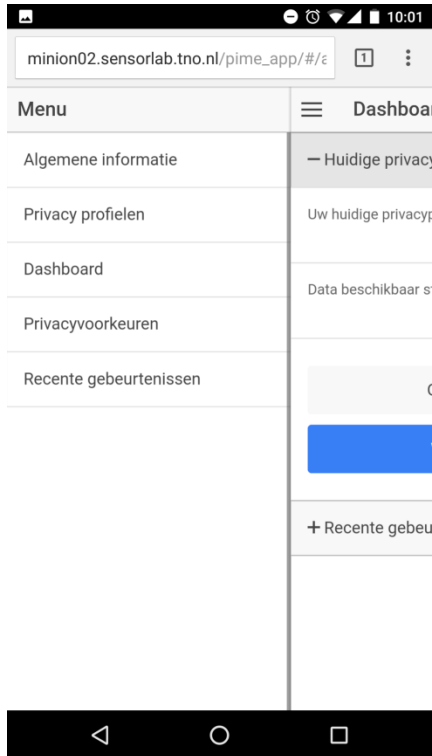 10:01
minion02.sensorlab.tno.nl/pime_app/#/a
1
Menu
Algemene informatie
Privacy profielen
Dashboard
Privacyvoorkeuren
Recente gebeurtenissen
Dashboar
Huidige privacy
Uw huidige privacyp
Data beschikbaar s
+ Recente gebeu